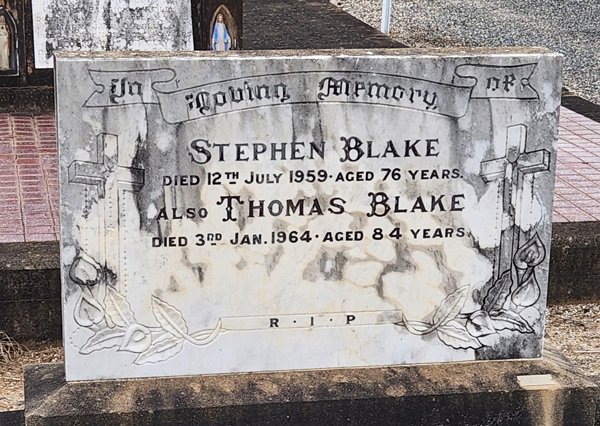 In Loving Memory of
STEPHEN BLAKE
DIED 12TH JULY 1959 · AGED 76 YEARS.
ALSO THOMAS BLAKE
DIED 3RD JAN. 1964 · AGED 84 YEARS
R · I · P